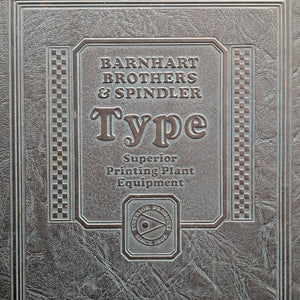 BARNHART
BROTHERS
& SPINDLER
Type
Superior
Printing Plant
Equipment